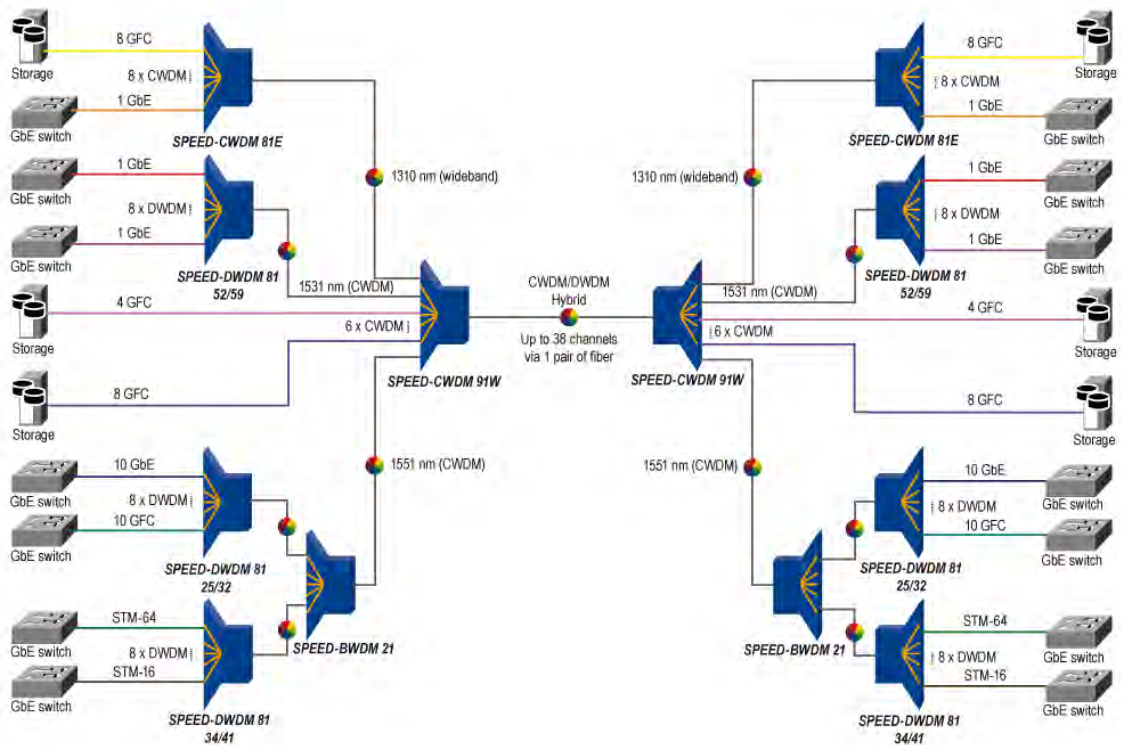 8 GFC
Storage
8 x CWDM
1 GbE
GbE switch
SPEED-CWDM 81E
1 GbE
GbE switch
8 x DWDM
1 GbE
GbE switch
SPEED-DWDM 81
52/59
1310 nm (wideband)
1531 nm (CWDM)
4 GFC
Storage
6 x CWDM
8 GFC
Storage
SPEED-CWDM 91W
1551 nm (CWDM)
10 GbE
GbE switch
8 x DWDM
10 GFC
GbE switch
SPEED-DWDM 81
25/32
STM-64
GbE switch
8 x DWDM
STM-16
GbE switch
SPEED-DWDM 81
34/41
SPEED-BWDM 21
CWDM/DWDM
Hybrid
Up to 38 channels
via 1 pair of fiber
8 GFC
Storage
8 x CWDM
1 GbE
GbE switch
SPEED-CWDM 81E
1310 nm (wideband)
1 GbE
GbE switch
8 x DWDM
1 GbE
GbE switch
SPEED-DWDM 81
52/59
1531 nm (CWDM)
4 GFC
Storage
6 x CWDM
8 GFC
Storage
SPEED-CWDM 91W
1551 nm (CWDM)
10 GbE
GbE switch
8 x DWDM
10 GFC
GbE switch
SPEED-DWDM 81
25/32
SPEED-BWDM 21
STM-64
GbE switch
8 x DWDM
STM-16
GbE switch
SPEED-DWDM 81
34/41